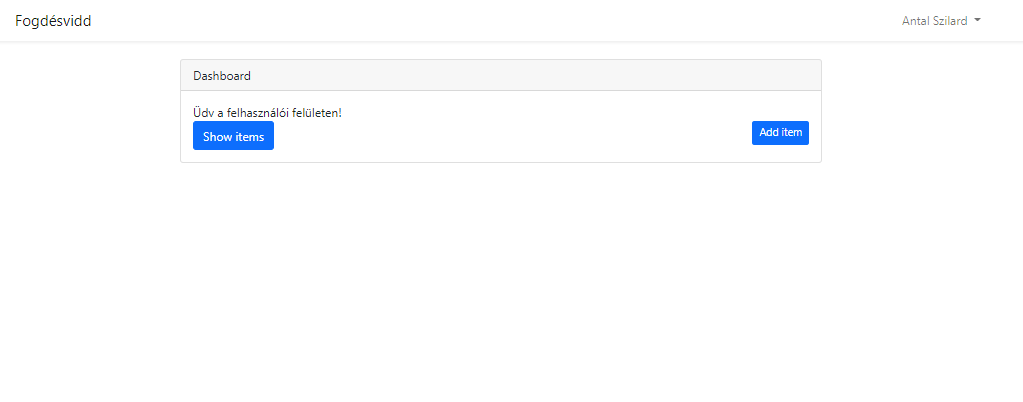 Fogdésvidd
Antal Szilard
Dashboard
Üdv a felhasználói felületen!
Show items
Add item